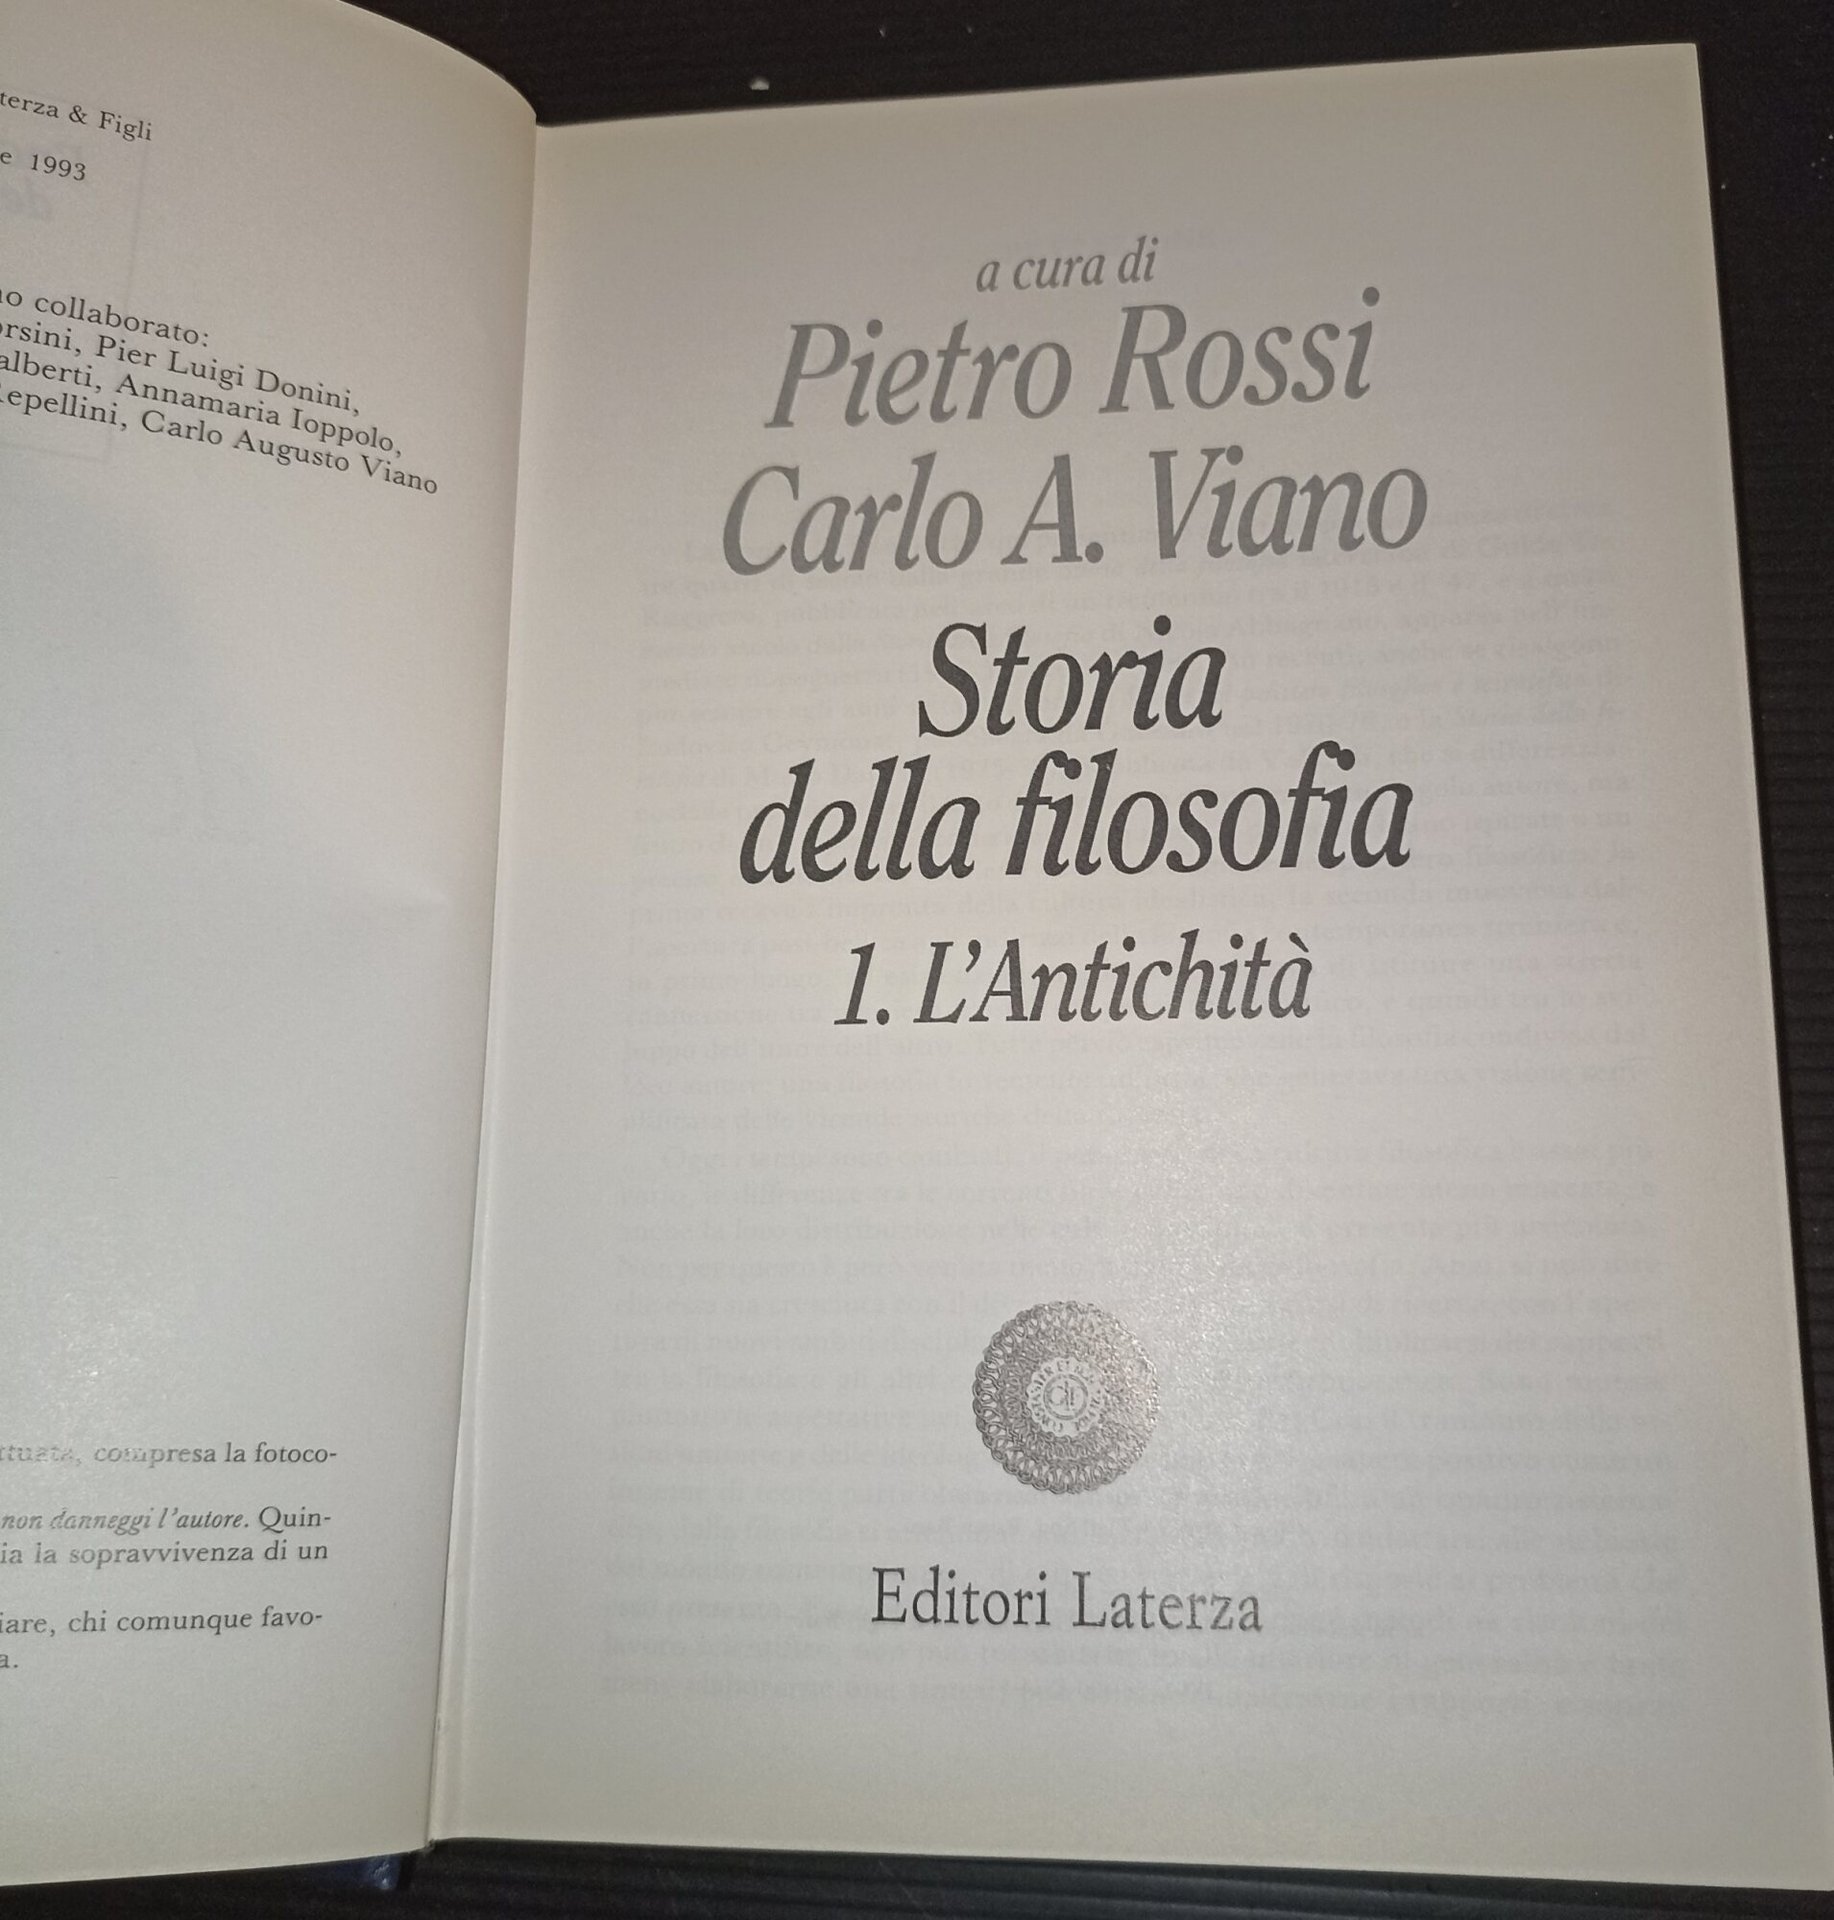 terza & Figli
e 1993
no collaborato:
orsini, Pier Luigi Donini,
alberti, Annamaria Ioppolo,
Repellini, Carlo Augusto Viano
ttuata, compresa la fotoco-
non danneggi l'autore. Quin-
ia la sopravvivenza di un
iare, chi comunque favo-
a.
a cura di
Pietro Rossi
Carlo A. Viano
Storia
della filosofia
1. L'Antichità
Editori Laterza